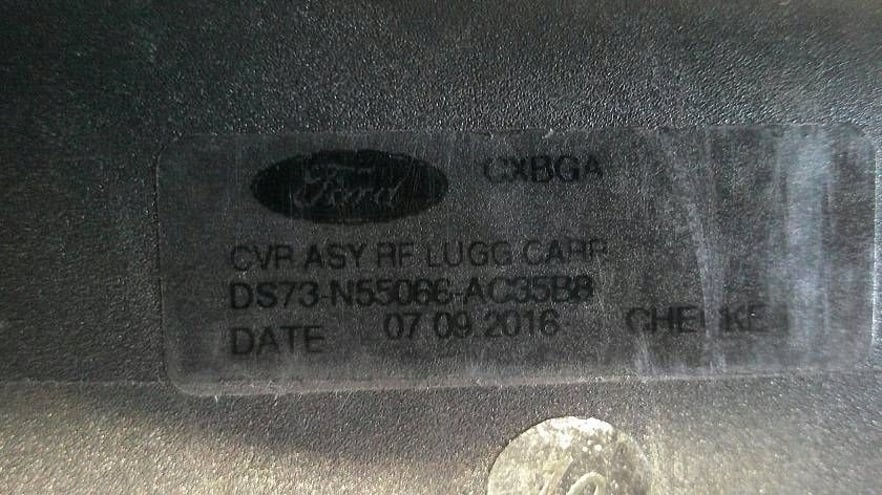 Ford CXBGA
CVR ASY RF LUGG CARR
DS73-N55066-AC35B8
DATE 07 09 2016